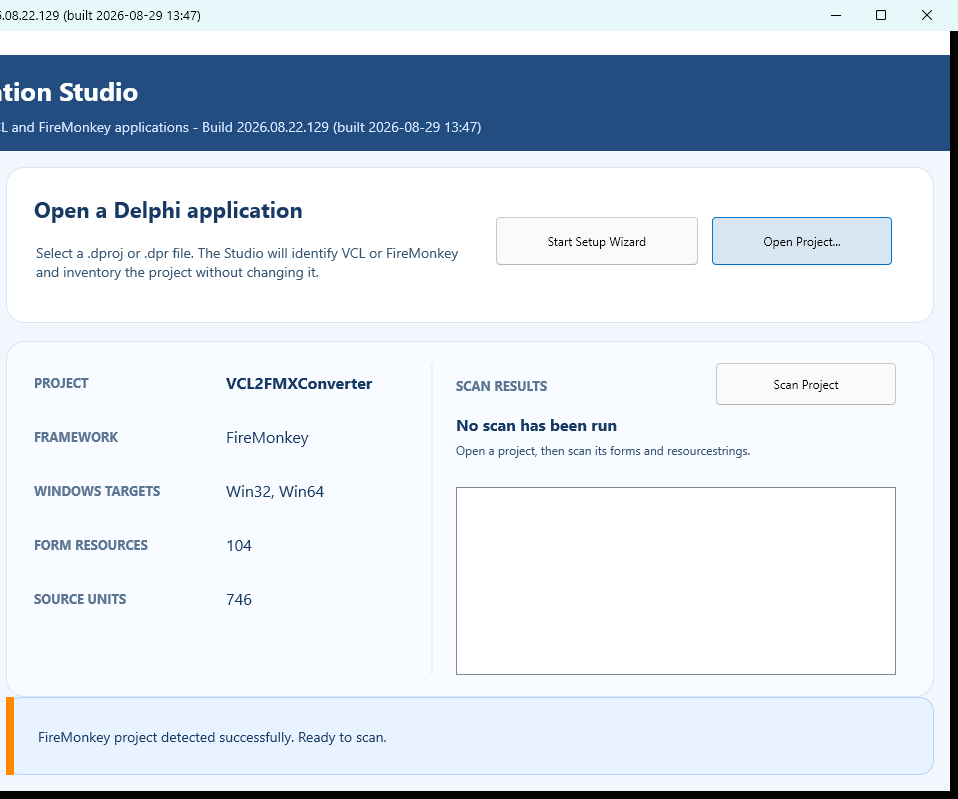 5.08.22.129 (built 2026-08-29 13:47)
ation Studio
CL and FireMonkey applications - Build 2026.08.22.129 (built 2026-08-29 13:47)
Open a Delphi application
Select a .dproj or .dpr file. The Studio will identify VCL or FireMonkey
and inventory the project without changing it.
Start Setup Wizard
Open Project...
PROJECT
VCL2FMXConverter
FRAMEWORK
FireMonkey
WINDOWS TARGETS
Win32, Win64
FORM RESOURCES
104
SOURCE UNITS
746
SCAN RESULTS
Scan Project
No scan has been run
Open a project, then scan its forms and resourcestrings.
FireMonkey project detected successfully. Ready to scan.